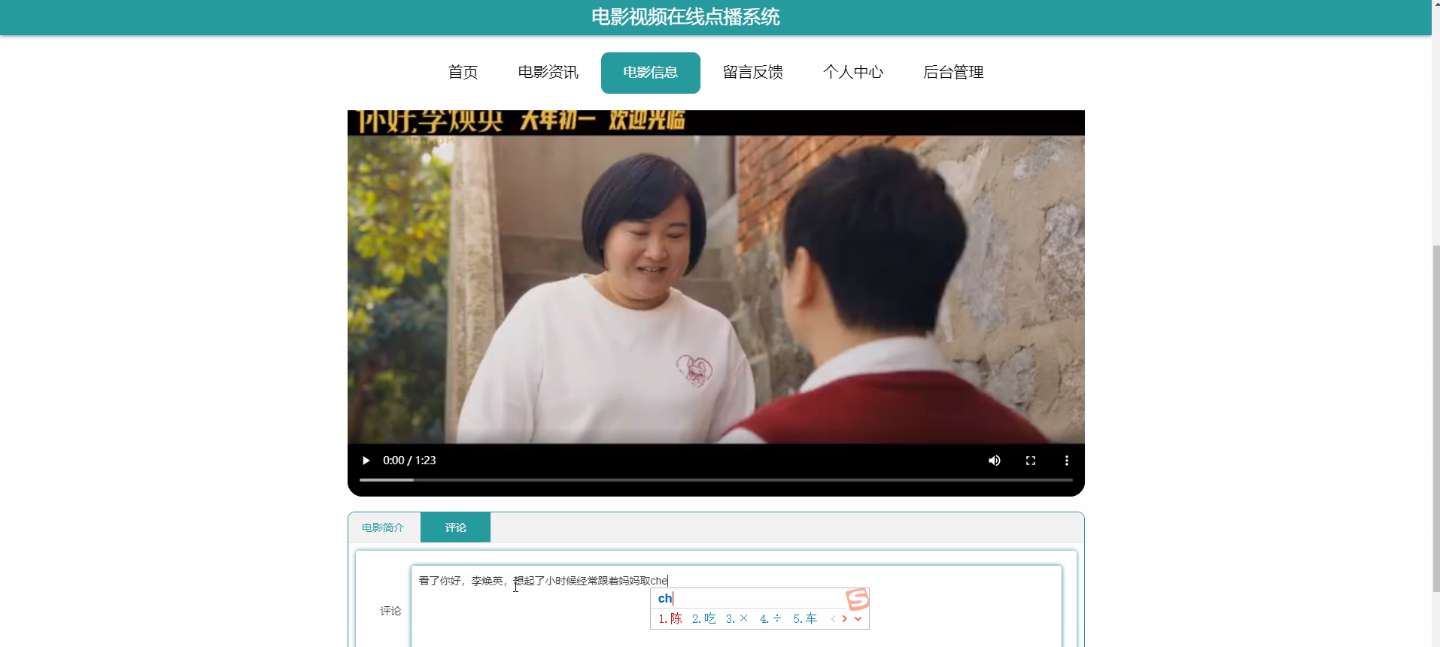 电影视频在线点播系统
首页 电影资讯 电影信息 留言反馈 个人中心 后台管理
你好,李焕英 大年初一 欢迎光临
0:00 / 1:23
电影简介 评论
看了你好，李焕英，想起了小时候经常跟着妈妈取che
评论
ch
1.陈 2.吃 3.× 4.÷ 5.车